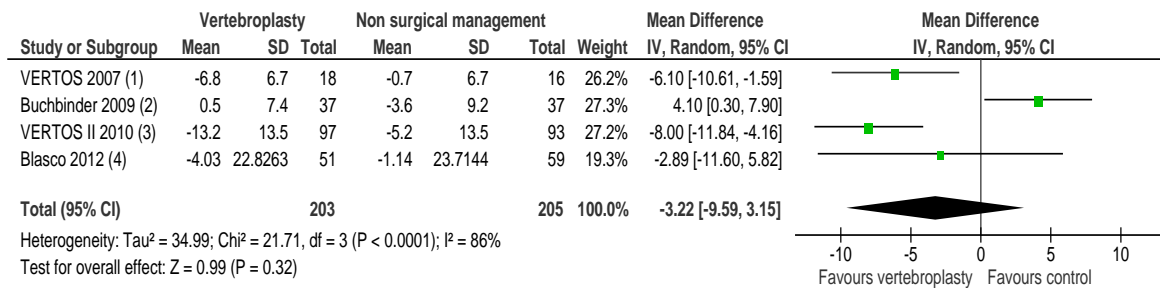 Vertebroplasty Non surgical management Mean Difference Mean Difference
Study or Subgroup Mean SD Total Mean SD Total Weight IV, Random, 95% CI IV, Random, 95% CI
VERTOS 2007 (1) -6.8 6.7 18 -0.7 6.7 16 26.2% -6.10 [-10.61, -1.59]
Buchbinder 2009 (2) 0.5 7.4 37 -3.6 9.2 37 27.3% 4.10 [0.30, 7.90]
VERTOS II 2010 (3) -13.2 13.5 97 -5.2 13.5 93 27.2% -8.00 [-11.84, -4.16]
Blasco 2012 (4) -4.03 22.8263 51 -1.14 23.7144 59 19.3% -2.89 [-11.60, 5.82]
Total (95% CI) 203 205 100.0% -3.22 [-9.59, 3.15]
Heterogeneity: Tau² = 34.99; Chi² = 21.71, df = 3 (P < 0.0001); I² = 86%
Test for overall effect: Z = 0.99 (P = 0.32)
-10 -5 0 5 10
Favours vertebroplasty Favours control